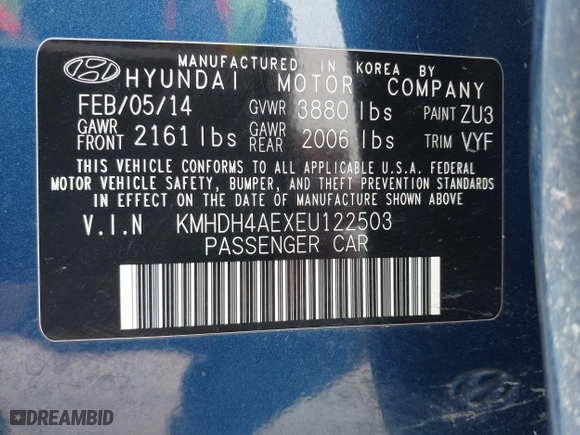 MANUFACTURED IN KOREA BY
HYUNDAI MOTOR COMPANY
FEB/05/14 GVWR 3880 lbs PAINT ZU3
GAWR FRONT 2161 lbs GAWR REAR 2006 lbs TRIM VYF
THIS VEHICLE CONFORMS TO ALL APPLICABLE U.S.A. FEDERAL
MOTOR VEHICLE SAFETY, BUMPER, AND THEFT PREVENTION STANDARDS
IN EFFECT ON THE DATE OF MANUFACTURE SHOWN ABOVE
V.I.N KMHDH4AEXEU122503
PASSENGER CAR
DREAMBID